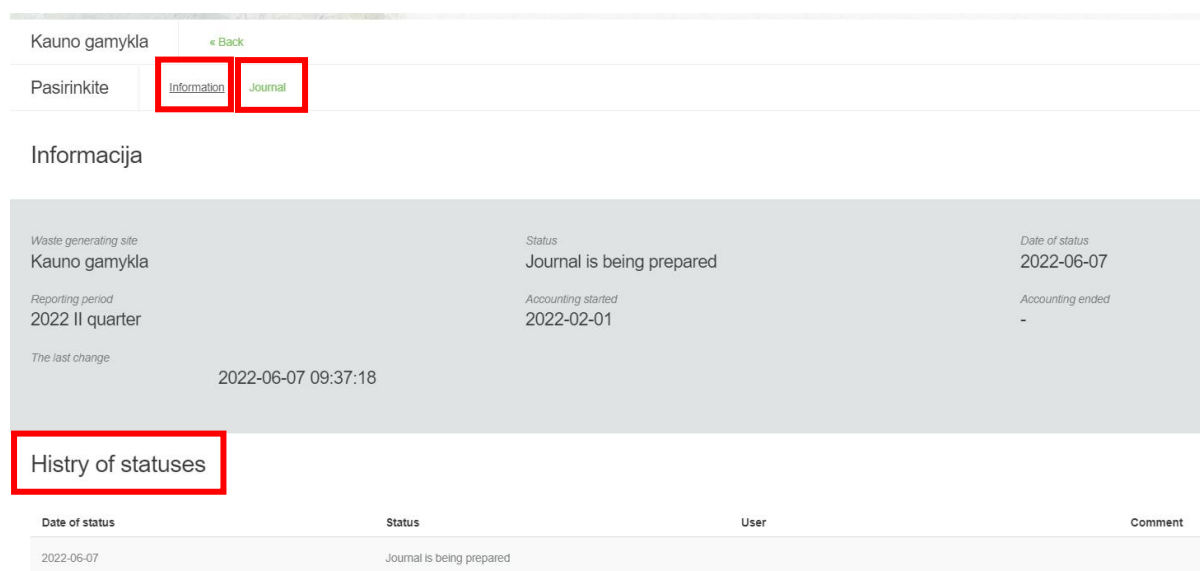 Kauno gamykla « Back
Pasirinkite Information Journal
Informacija
Waste generating site Status Date of status
Kauno gamykla Journal is being prepared 2022-06-07
Reporting period Accounting started Accounting ended
2022 II quarter 2022-02-01 -
The last change
2022-06-07 09:37:18
Histry of statuses
Date of status Status User Comment
2022-06-07 Journal is being prepared